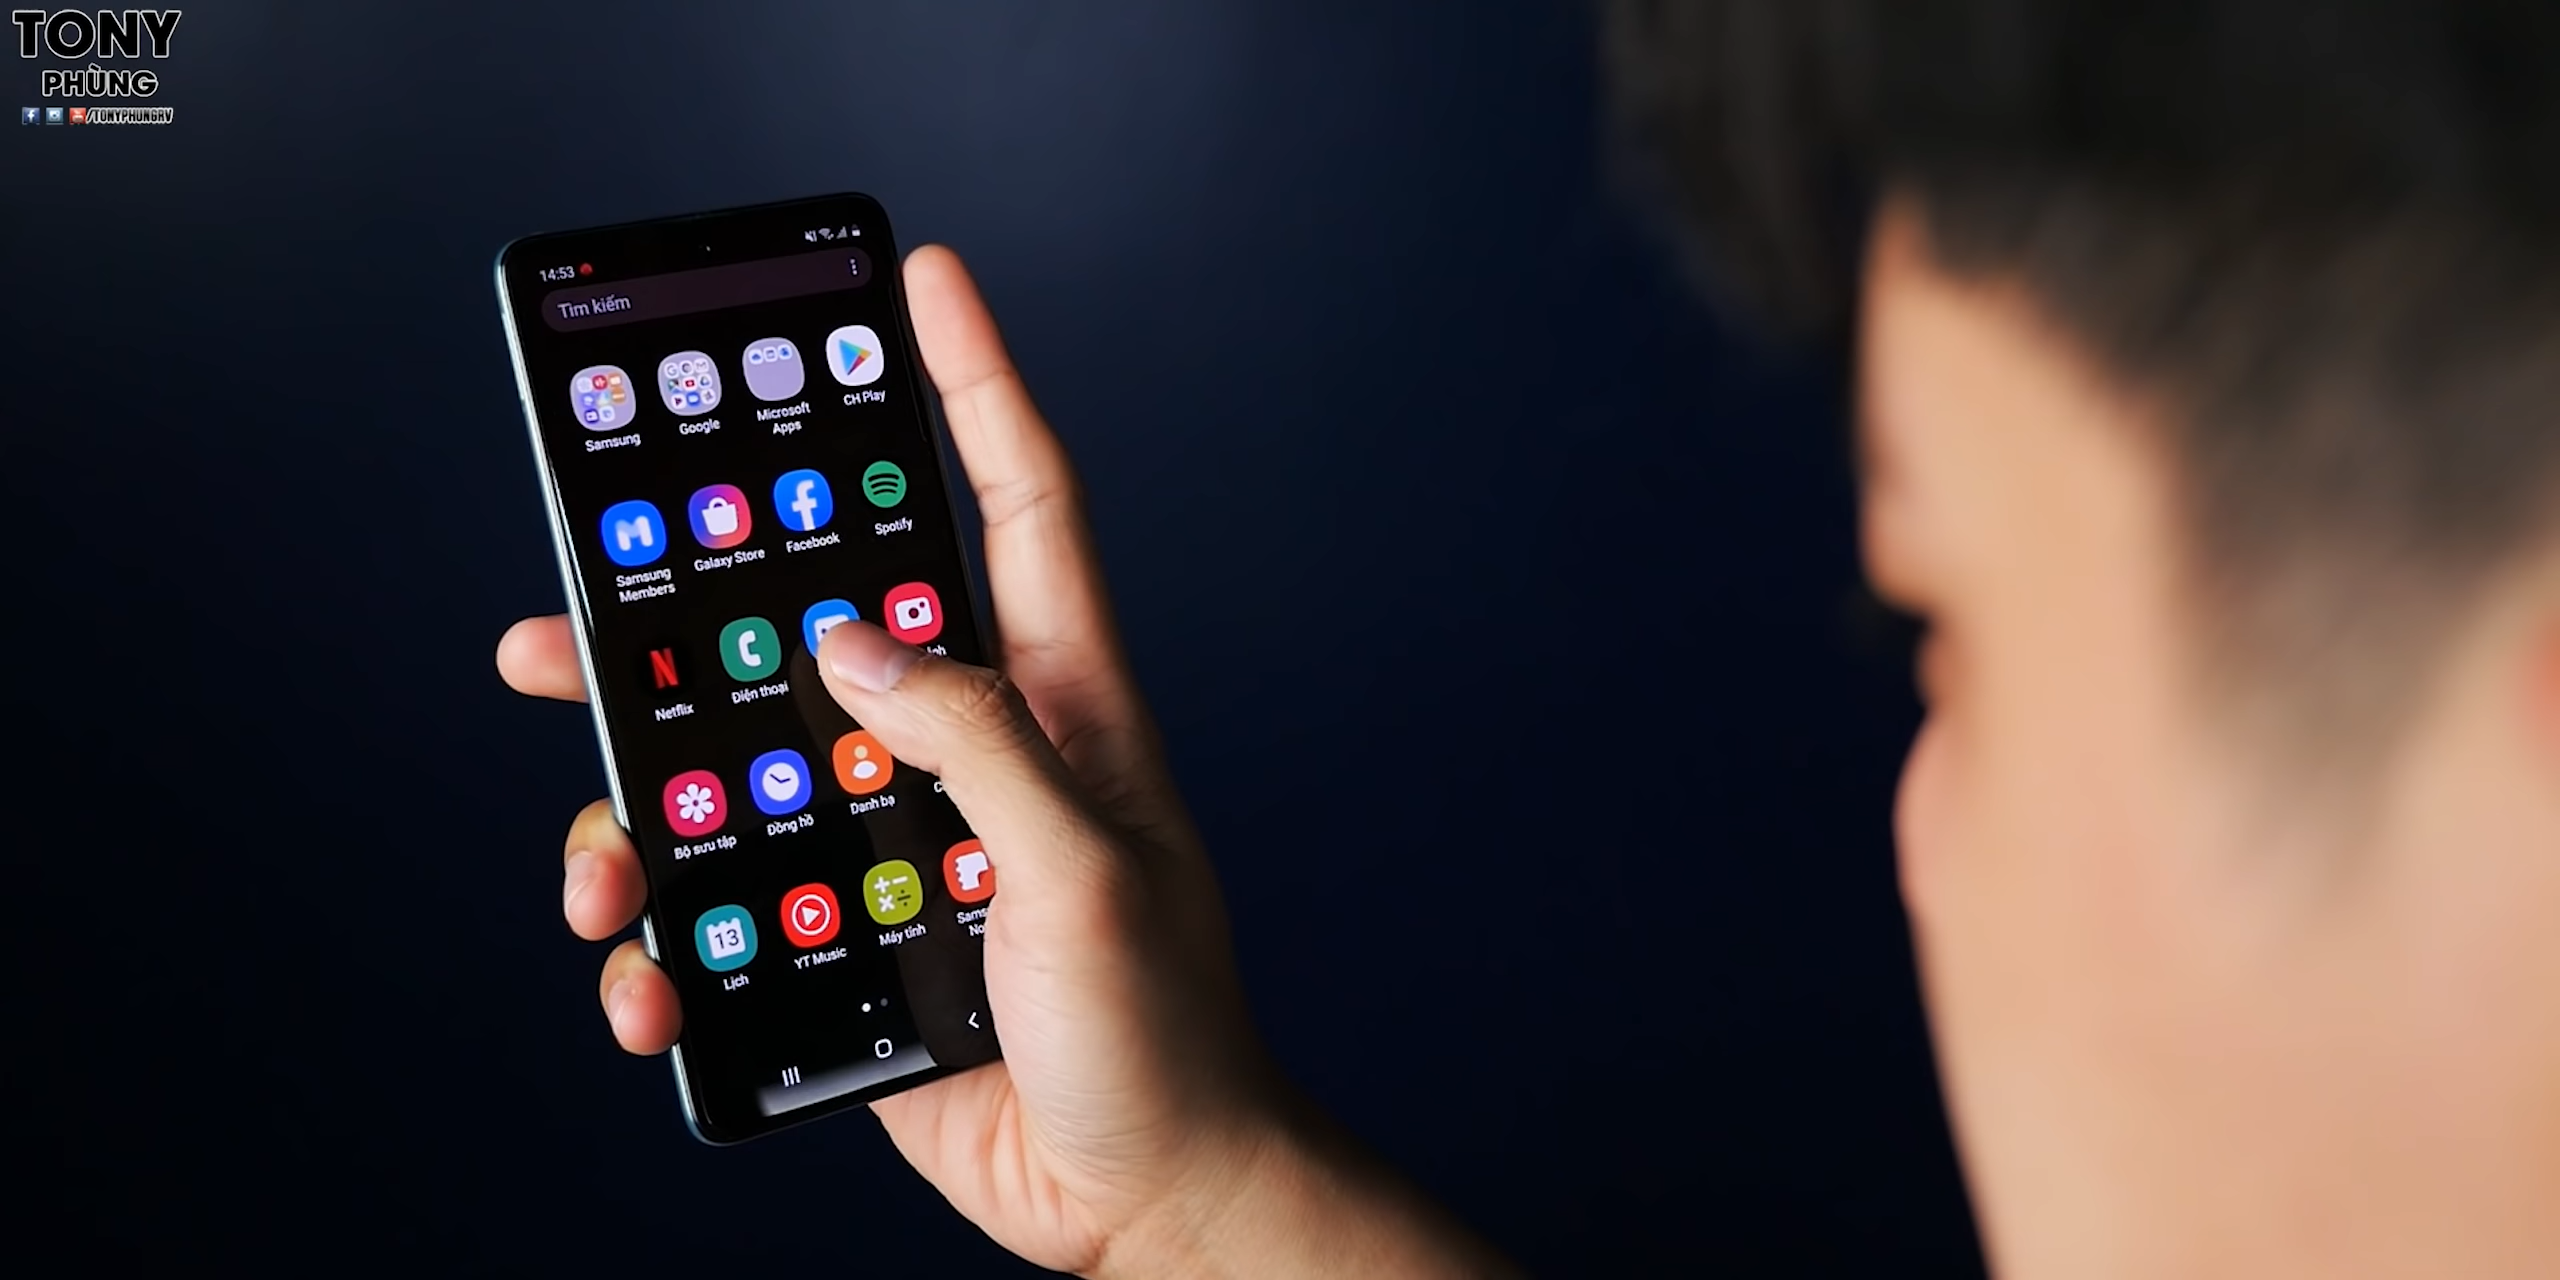 TONY
PHÙNG
/TONYPHUNGRV
14:53
Tìm kiếm
Samsung
Google
Microsoft
Apps
CH Play
Samsung
Members
Galaxy Store
Facebook
Spotify
Netflix
Điện thoại
Bộ sưu tập
Đồng hồ
Danh bạ
13
Lịch
YT Music
Máy tính